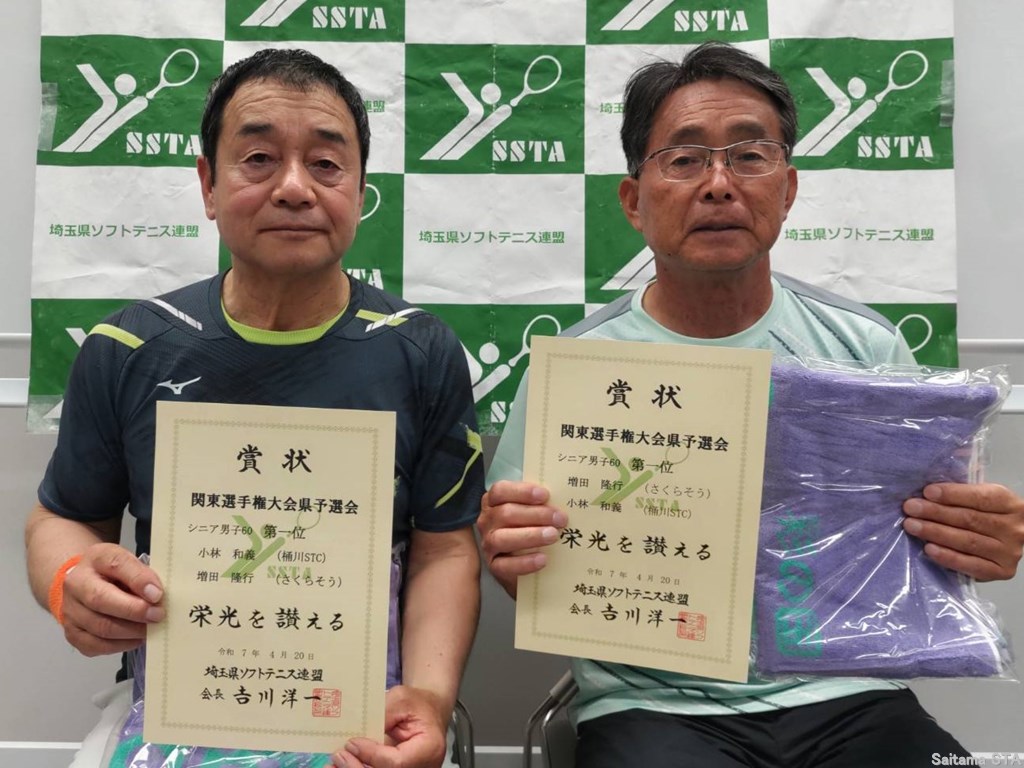 SSTA
SSTA
SSTA
SSTA
SSTA
埼玉県ソフトテニス連盟
埼玉県ソフトテニス連盟
埼玉県ソフトテニス連盟
賞状
関東選手権大会県予選会
シニア男子60 第一位
小林 和義 (桶川STC)
増田 隆行 (さくらそう)
栄光を讃える
令和 7年 4月 20日
埼玉県ソフトテニス連盟
会長 吉川洋一
賞状
関東選手権大会県予選会
シニア男子60 第一位
増田 隆行 (さくらそう)
小林 和義 (桶川STC)
栄光を讃える
令和 7年 4月 20日
埼玉県ソフトテニス連盟
会長 吉川洋一
Saitama STA